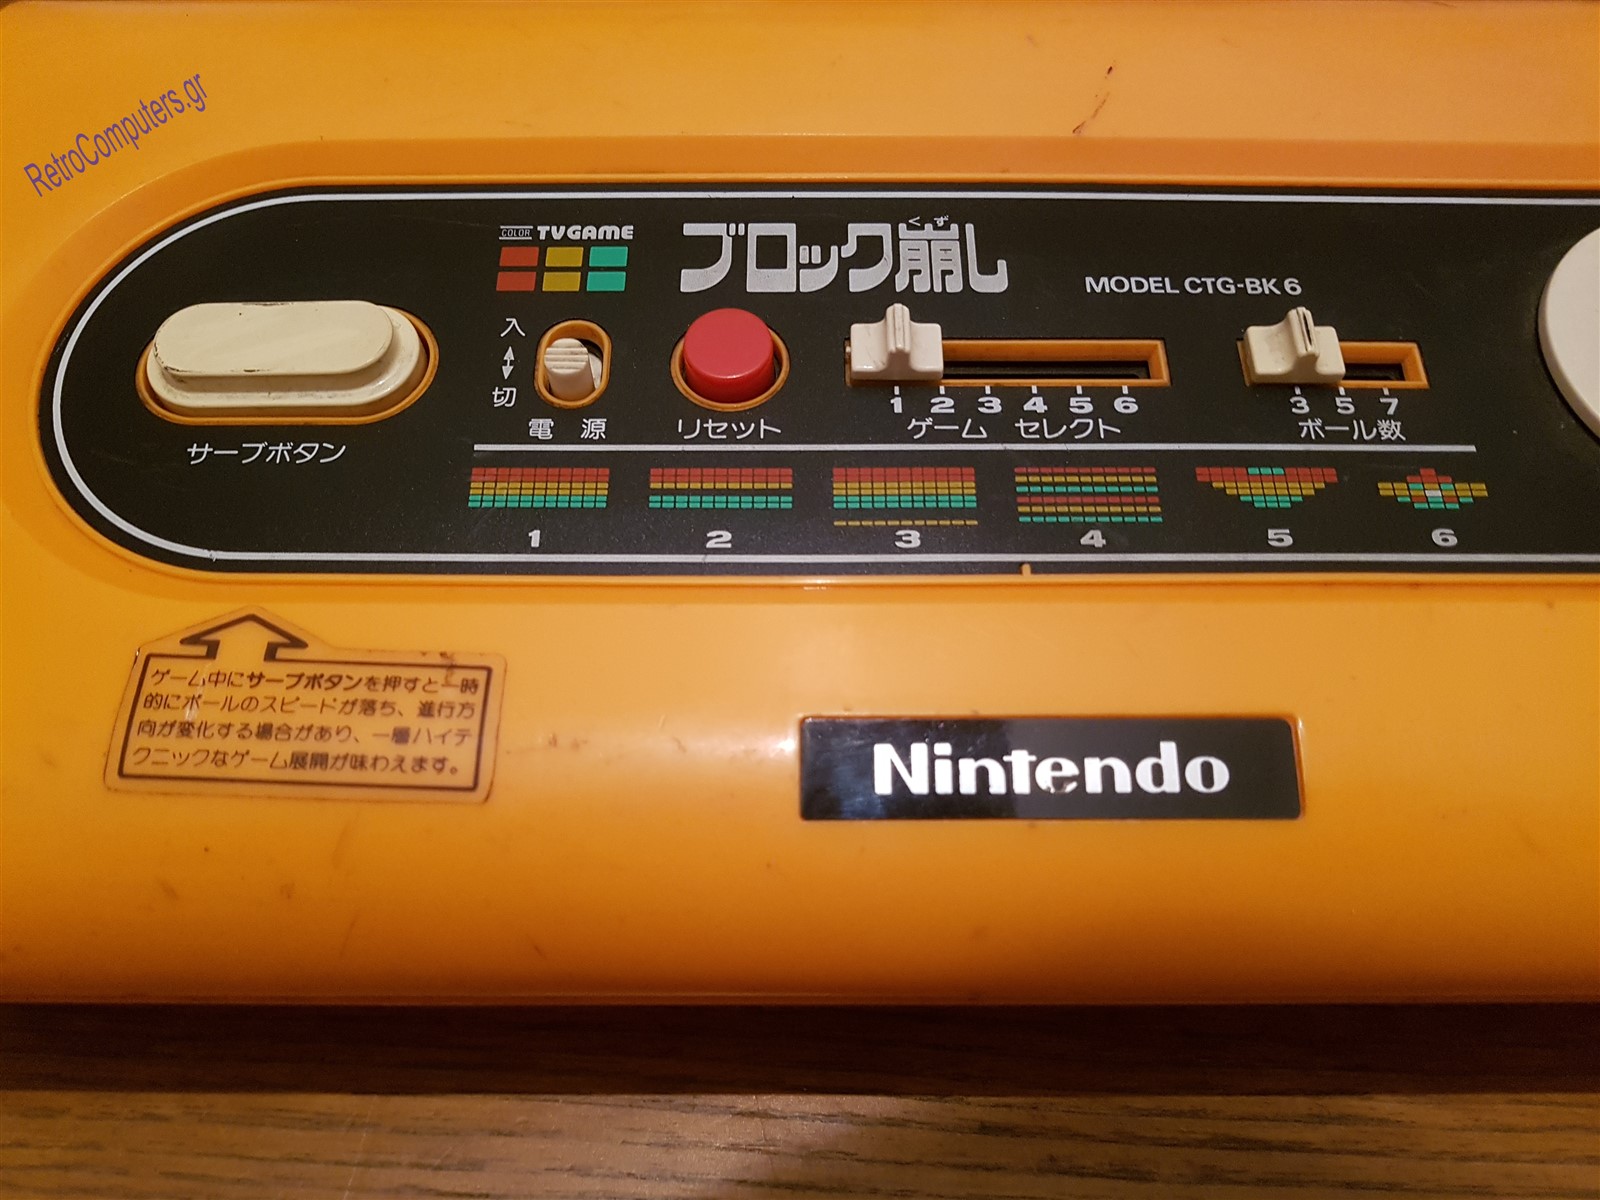 RetroComputers.gr
COLOR TV GAME
ブロック崩し
くず
MODEL CTG-BK6
入
切
電源
リセット
1 2 3 4 5 6
ゲーム セレクト
3 5 7
ボール数
サーブボタン
1 2 3 4 5 6
ゲーム中にサーブボタンを押すと一時
的にボールのスピードが落ち、進行方
向が変化する場合があり、一層ハイテ
クニックなゲーム展開が味わえます。
Nintendo